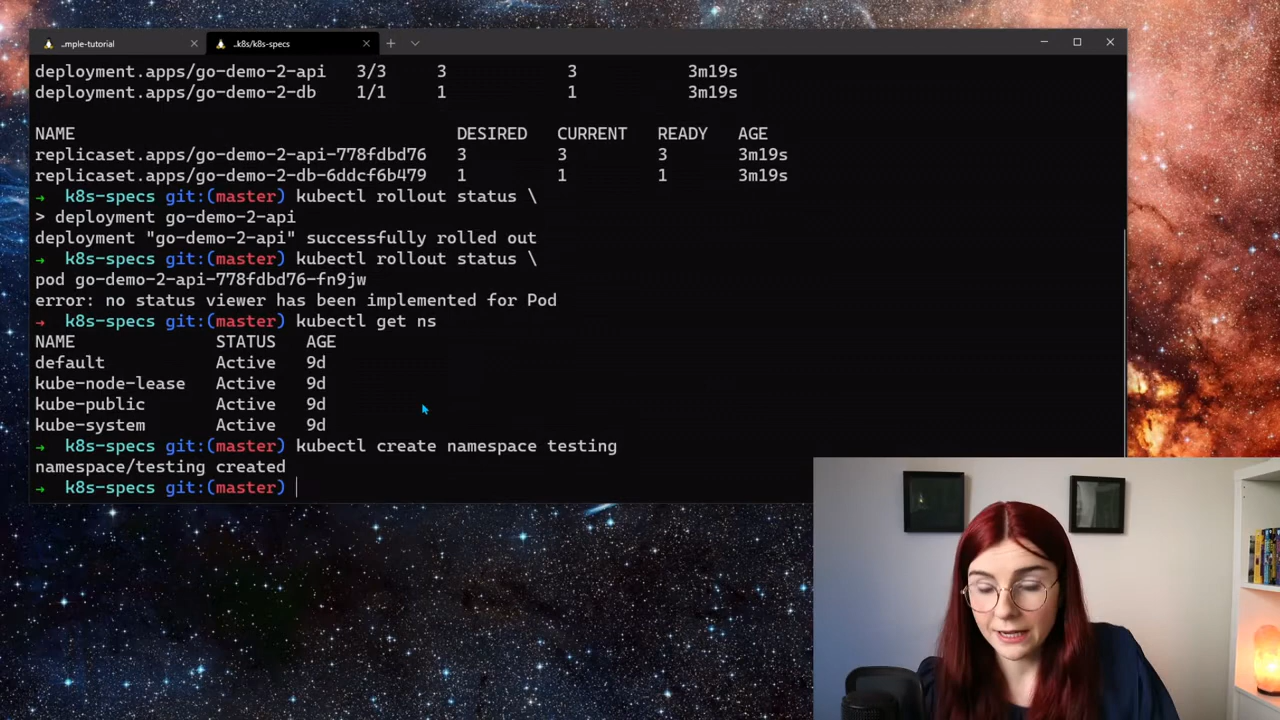 ..mple-tutorial
..k8s/k8s-specs
deployment.apps/go-demo-2-api 3/3 3 3 3m19s
deployment.apps/go-demo-2-db 1/1 1 1 3m19s
NAME DESIRED CURRENT READY AGE
replicaset.apps/go-demo-2-api-778fdbd76 3 3 3 3m19s
replicaset.apps/go-demo-2-db-6ddcf6b479 1 1 1 3m19s
→ k8s-specs git:(master) kubectl rollout status \
> deployment go-demo-2-api
deployment "go-demo-2-api" successfully rolled out
→ k8s-specs git:(master) kubectl rollout status \
pod go-demo-2-api-778fdbd76-fn9jw
error: no status viewer has been implemented for Pod
→ k8s-specs git:(master) kubectl get ns
NAME STATUS AGE
default Active 9d
kube-node-lease Active 9d
kube-public Active 9d
kube-system Active 9d
→ k8s-specs git:(master) kubectl create namespace testing
namespace/testing created
→ k8s-specs git:(master)